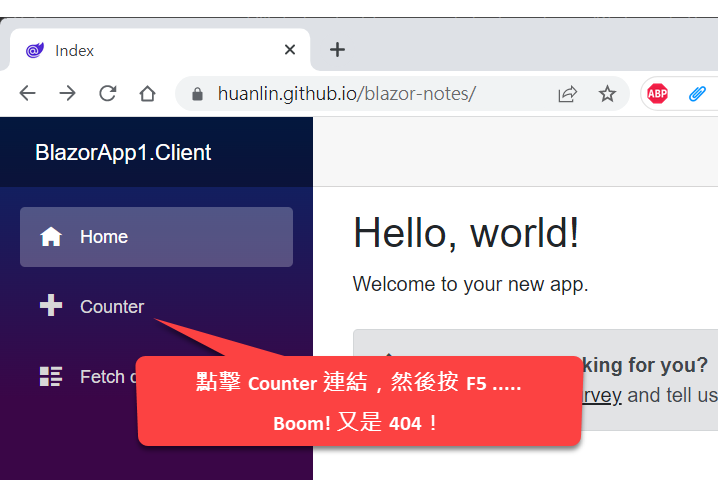 Index
huanlin.github.io/blazor-notes/
ABP
BlazorApp1.Client
Home
Counter
Fetch
Hello, world!
Welcome to your new app.
king for you?
rvey and tell us
點擊 Counter 連結，然後按 F5 .....
Boom! 又是 404！